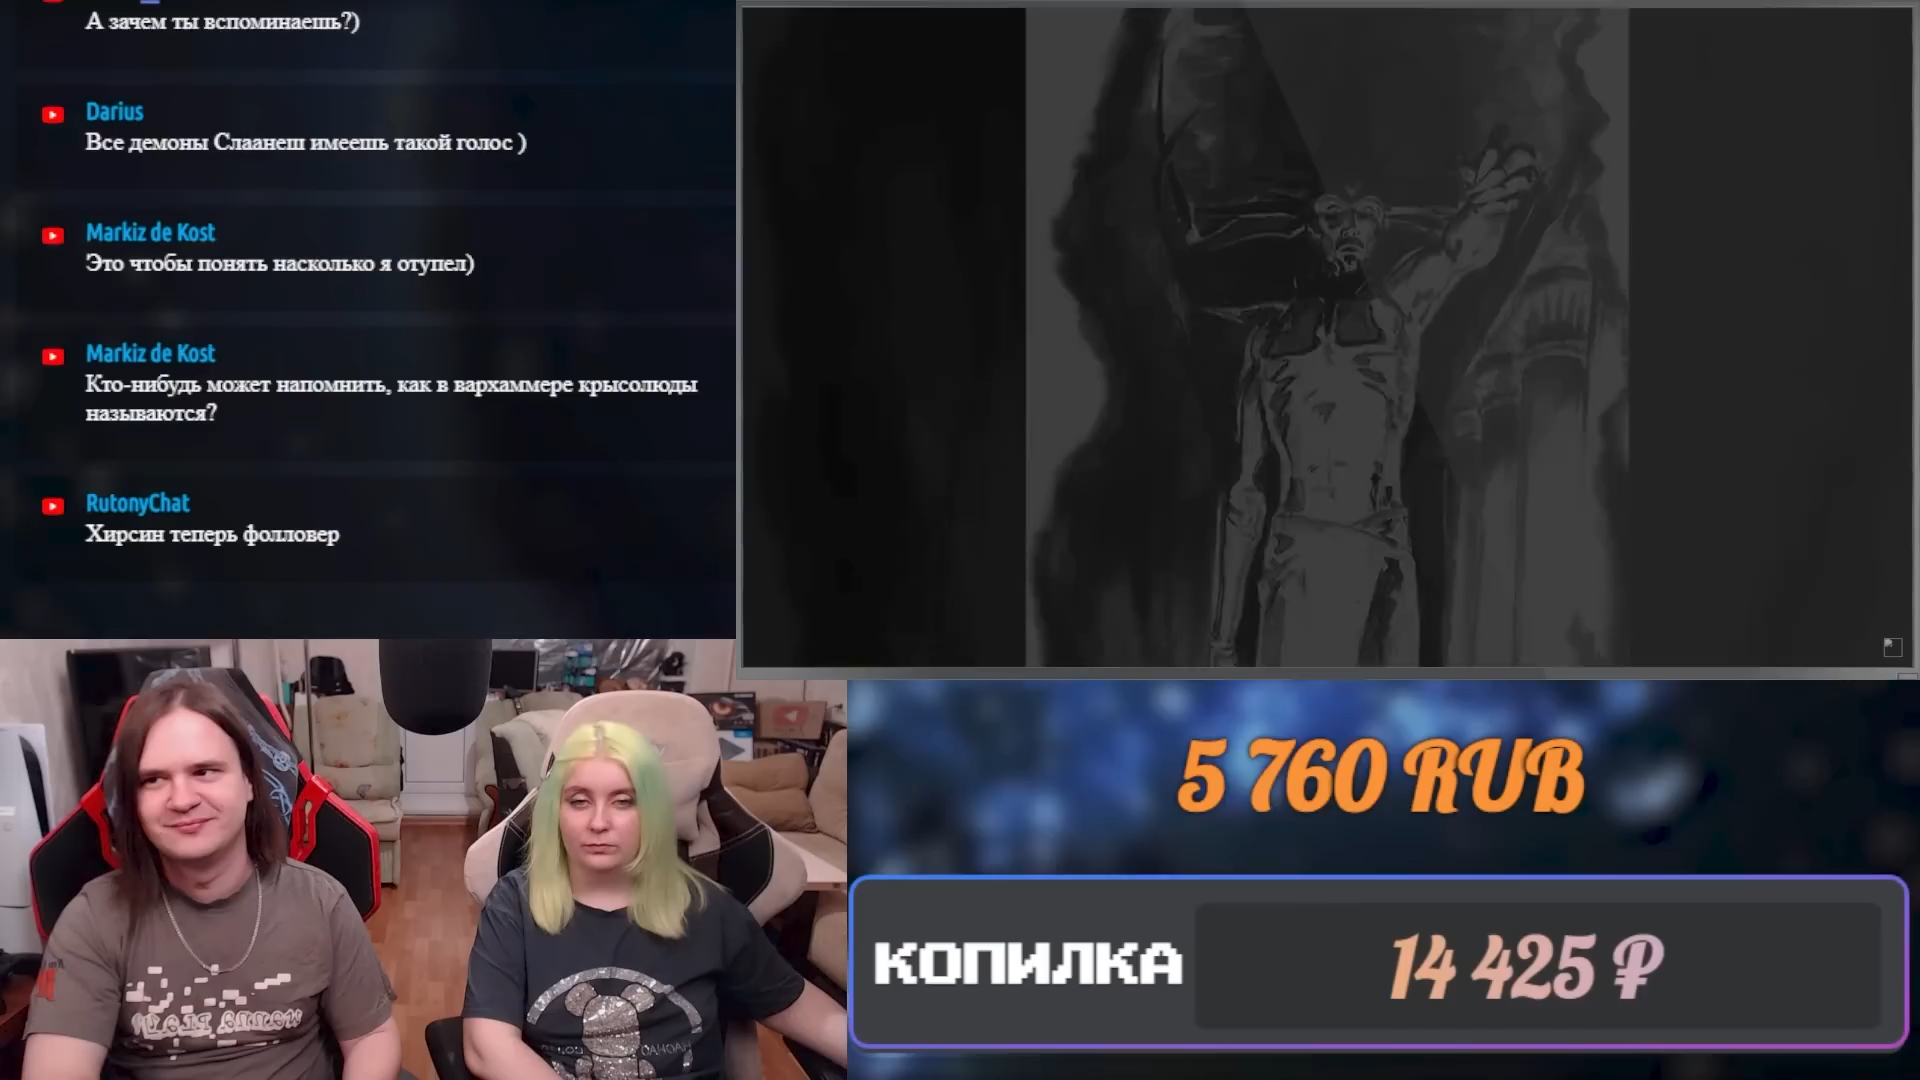 А зачем ты вспоминаешь?)
Darius
Все демоны Слаанеш имеешь такой голос )
Markiz de Kost
Это чтобы понять насколько я отупел)
Markiz de Kost
Кто-нибудь может напомнить, как в вархаммере крысолюды
называются?
RutonyChat
Хирсин теперь фолловер
5 760 RUB
КОПИЛКА
14 425 ₽